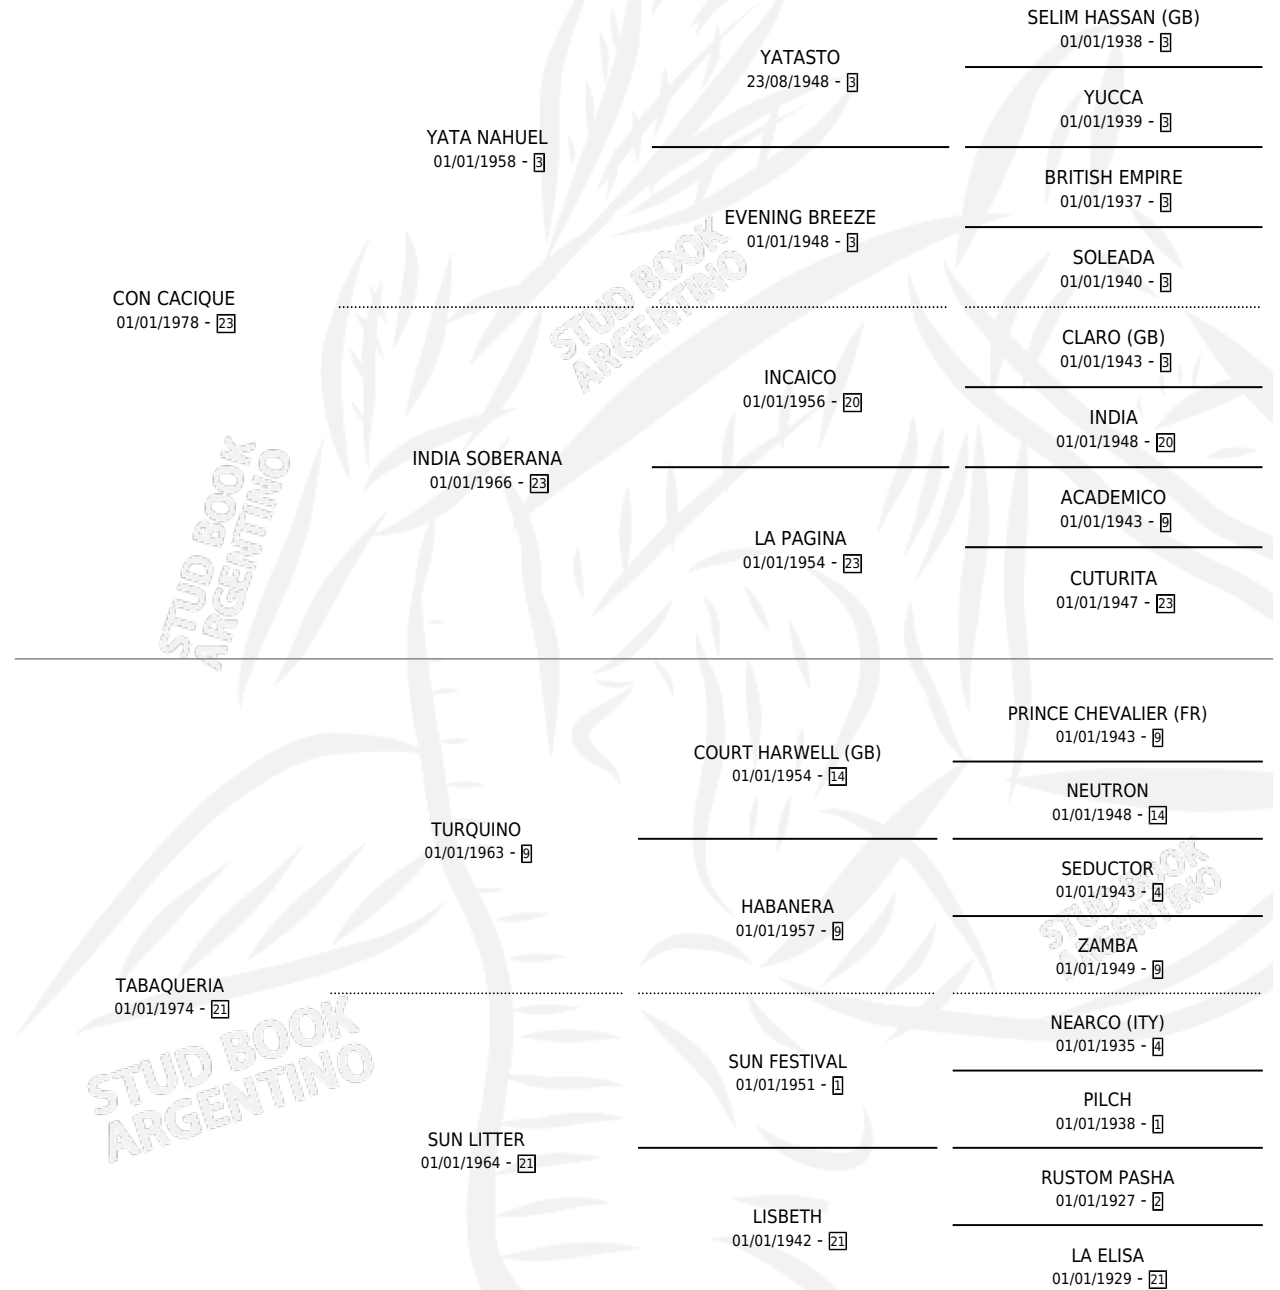 SELIM HASSAN (GB)
01/01/1938 - 3
YATASTO
23/08/1948 - 3
YUCCA
01/01/1939 - 3
YATA NAHUEL
01/01/1958 - 3
BRITISH EMPIRE
01/01/1937 - 3
EVENING BREEZE
01/01/1948 - 3
SOLEADA
01/01/1940 - 3
CON CACIQUE
01/01/1978 - 23
CLARO (GB)
01/01/1943 - 3
INCAICO
01/01/1956 - 20
INDIA
01/01/1948 - 20
INDIA SOBERANA
01/01/1966 - 23
ACADEMICO
01/01/1943 - 9
LA PAGINA
01/01/1954 - 23
CUTURITA
01/01/1947 - 23
PRINCE CHEVALIER (FR)
01/01/1943 - 9
COURT HARWELL (GB)
01/01/1954 - 14
NEUTRON
01/01/1948 - 14
TURQUINO
01/01/1963 - 9
SEDUCTOR
01/01/1943 - 4
HABANERA
01/01/1957 - 9
ZAMBA
01/01/1949 - 9
TABAQUERIA
01/01/1974 - 21
NEARCO (ITY)
01/01/1935 - 4
SUN FESTIVAL
01/01/1951 - 1
PILCH
01/01/1938 - 1
SUN LITTER
01/01/1964 - 21
RUSTOM PASHA
01/01/1927 - 2
LISBETH
01/01/1942 - 21
LA ELISA
01/01/1929 - 21
STUD BOOK
ARGENTINO
STUD BOOK
ARGENTINO
STUD BOOK
ARGENTINO
STUD BOOK
ARGENTINO